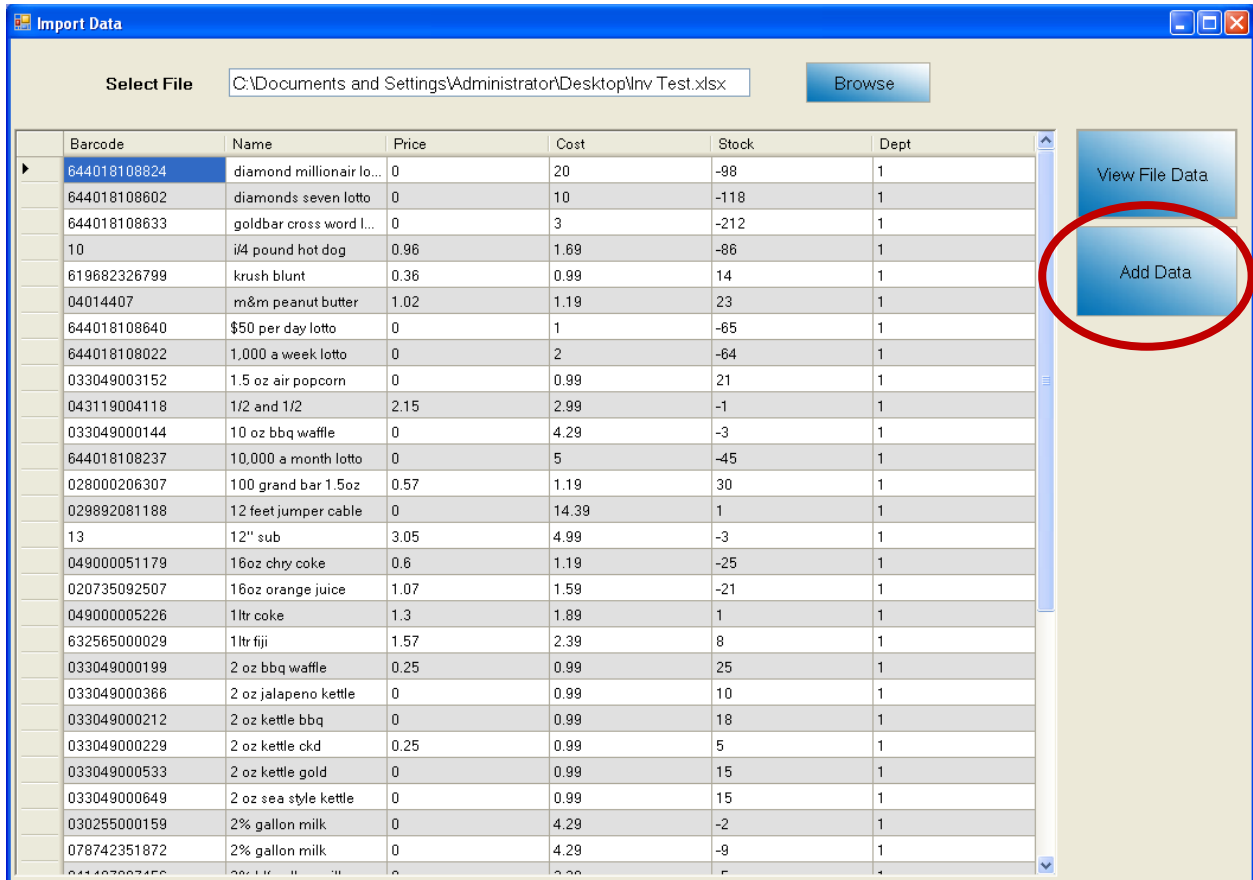 Import Data
Select File C:\Documents and Settings\Administrator\Desktop\Inv Test.xlsx Browse
Barcode Name Price Cost Stock Dept
644018108824 diamond millionair lo... 0 20 -98 1
View File Data
644018108602 diamonds seven lotto 0 10 -118 1
644018108633 goldbar cross word l... 0 3 -212 1
10 i/4 pound hot dog 0.96 1.69 -86 1
619682326799 krush blunt 0.36 0.99 14 1
Add Data
04014407 m&m peanut butter 1.02 1.19 23 1
644018108640 $50 per day lotto 0 1 -65 1
644018108022 1,000 a week lotto 0 2 -64 1
033049003152 1.5 oz air popcorn 0 0.99 21 1
043119004118 1/2 and 1/2 2.15 2.99 -1 1
033049000144 10 oz bbq waffle 0 4.29 -3 1
644018108237 10,000 a month lotto 0 5 -45 1
028000206307 100 grand bar 1.5oz 0.57 1.19 30 1
029892081188 12 feet jumper cable 0 14.39 1 1
13 12'' sub 3.05 4.99 -3 1
049000051179 16oz chry coke 0.6 1.19 -25 1
020735092507 16oz orange juice 1.07 1.59 -21 1
049000005226 1ltr coke 1.3 1.89 1 1
632565000029 1ltr fiji 1.57 2.39 8 1
033049000199 2 oz bbq waffle 0.25 0.99 25 1
033049000366 2 oz jalapeno kettle 0 0.99 10 1
033049000212 2 oz kettle bbq 0 0.99 18 1
033049000229 2 oz kettle ckd 0.25 0.99 5 1
033049000533 2 oz kettle gold 0 0.99 15 1
033049000649 2 oz sea style kettle 0 0.99 15 1
030255000159 2% gallon milk 0 4.29 -2 1
078742351872 2% gallon milk 0 4.29 -9 1